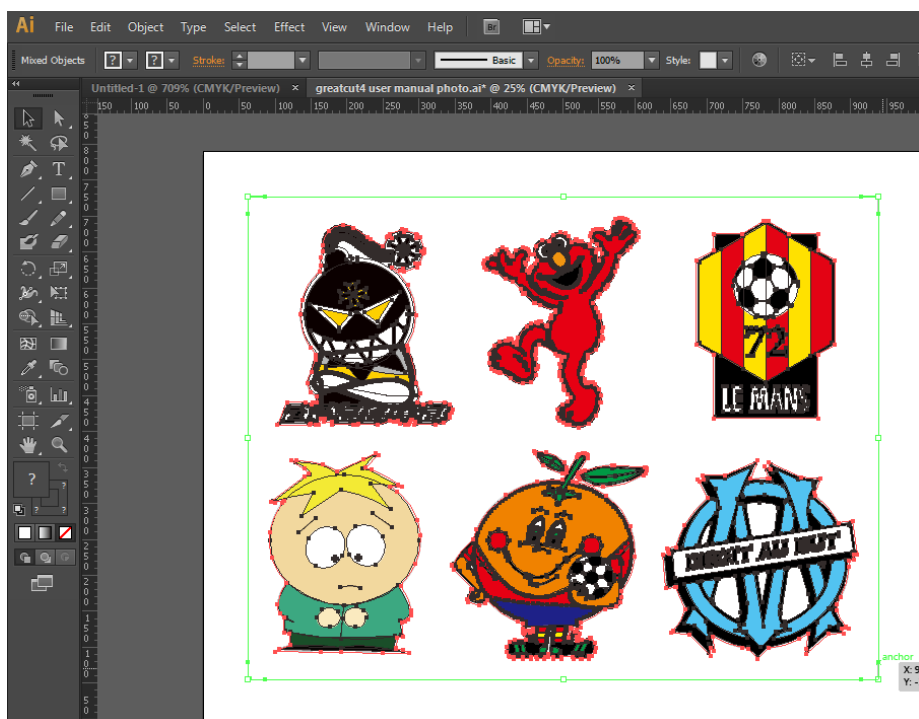 Ai File Edit Object Type Select Effect View Window Help Br
Mixed Objects ? ? Stroke: Basic Opacity: 100% Style:
Untitled-1 @ 709% (CMYK/Preview) × greatcut4 user manual photo.ai* @ 25% (CMYK/Preview) ×
150 100 50 0 50 100 150 200 250 300 350 400 450 500 550 600 650 700 750 800 850 900 950
72
LE MANS
DROIT AU BUT
anchor
X: 9
Y: -